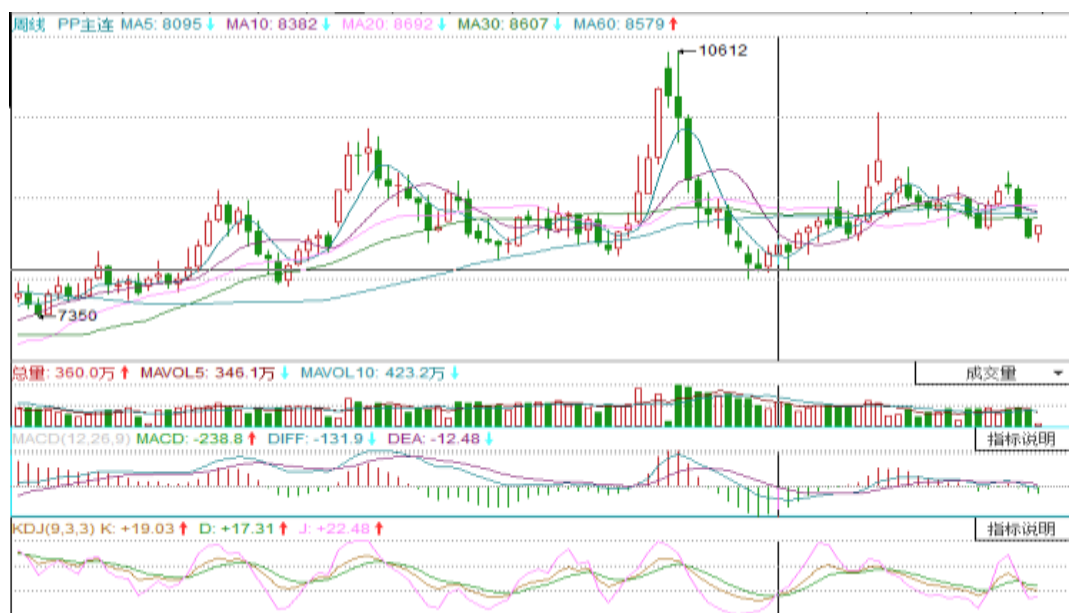 周线 PP主连 MA5: 8095↓ MA10: 8382↓ MA20: 8692↓ MA30: 8607↓ MA60: 8579↑
10612
7350
总量: 360.0万↑ MAVOL5: 346.1万↓ MAVOL10: 423.2万↓ 成交量
MACD(12,26,9) MACD: -238.8↑ DIFF: -131.9↓ DEA: -12.48↓ 指标说明
KDJ(9,3,3) K: +19.03↑ D: +17.31↑ J: +22.48↑ 指标说明